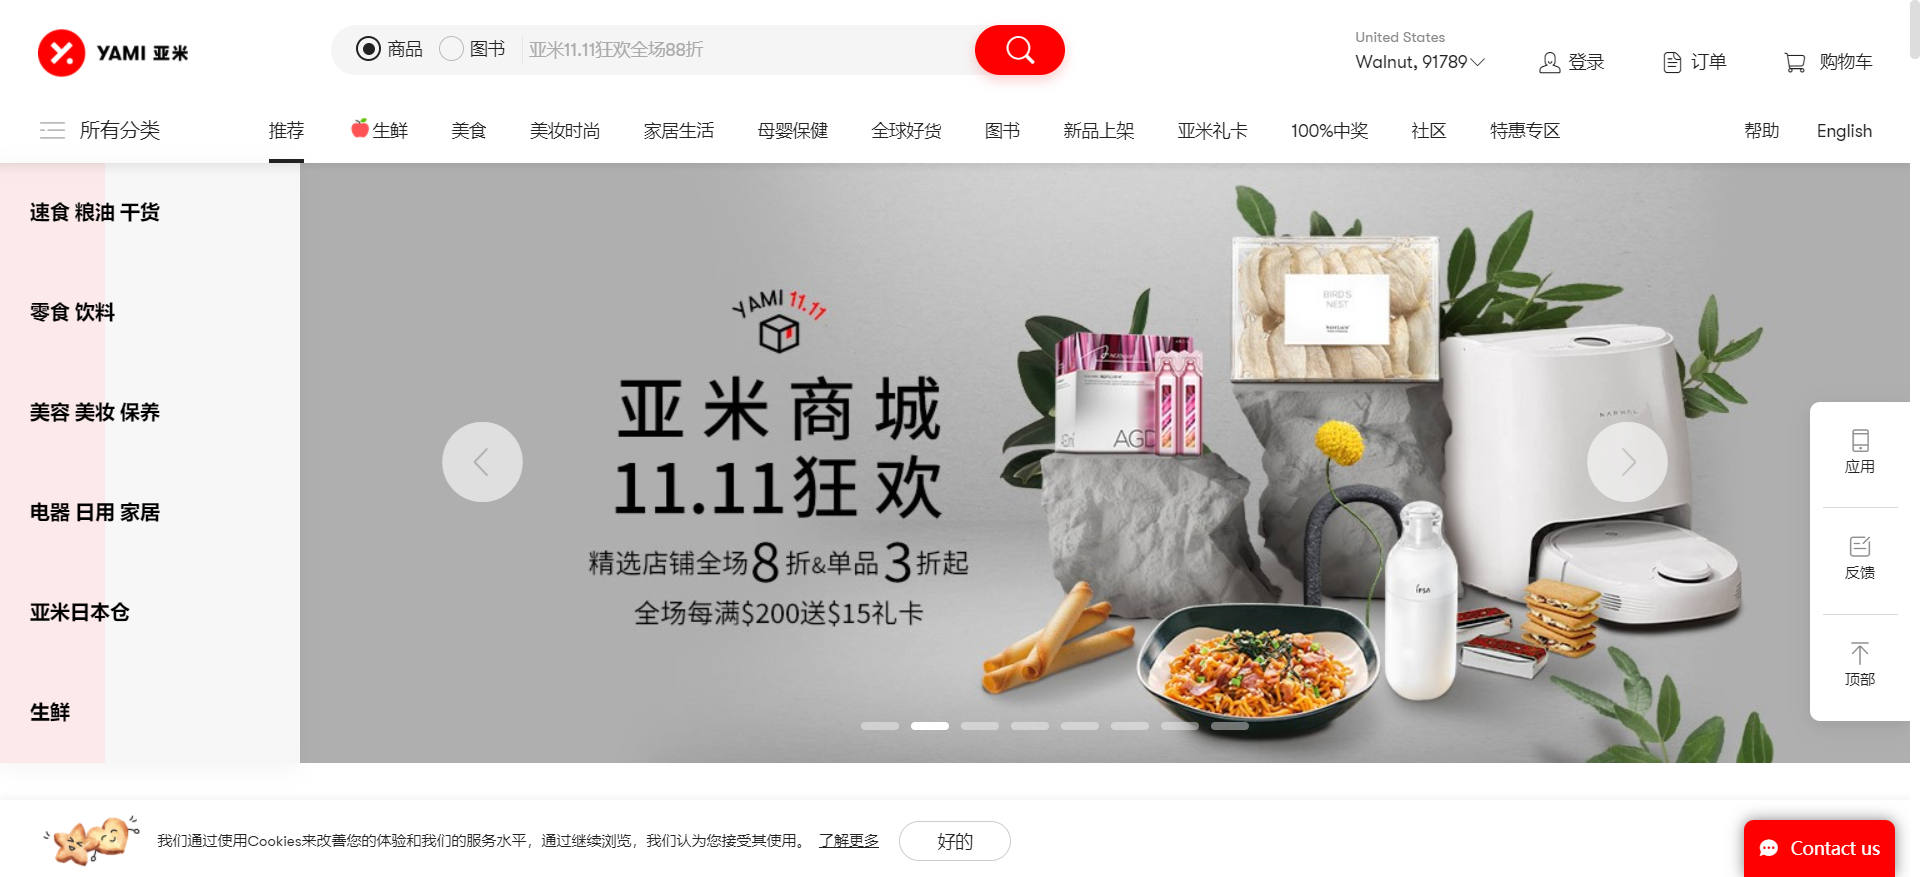 YAMI 亚米
商品 图书 亚米11.11狂欢全场88折
United States
Walnut, 91789
登录
订单
购物车
所有分类
推荐 生鲜 美食 美妆时尚 家居生活 母婴保健 全球好货 图书 新品上架 亚米礼卡 100%中奖 社区 特惠专区 帮助 English
速食 粮油 干货
零食 饮料
美容 美妆 保养
电器 日用 家居
亚米日本仓
生鲜
YAMI 11.11
亚米商城
11.11狂欢
精选店铺全场8折&单品3折起
全场每满$200送$15礼卡
BIRD'S
NEST
AGD
NARWAL
IPSA
应用
反馈
顶部
我们通过使用Cookies来改善您的体验和我们的服务水平，通过继续浏览，我们认为您接受其使用。 了解更多 好的
Contact us